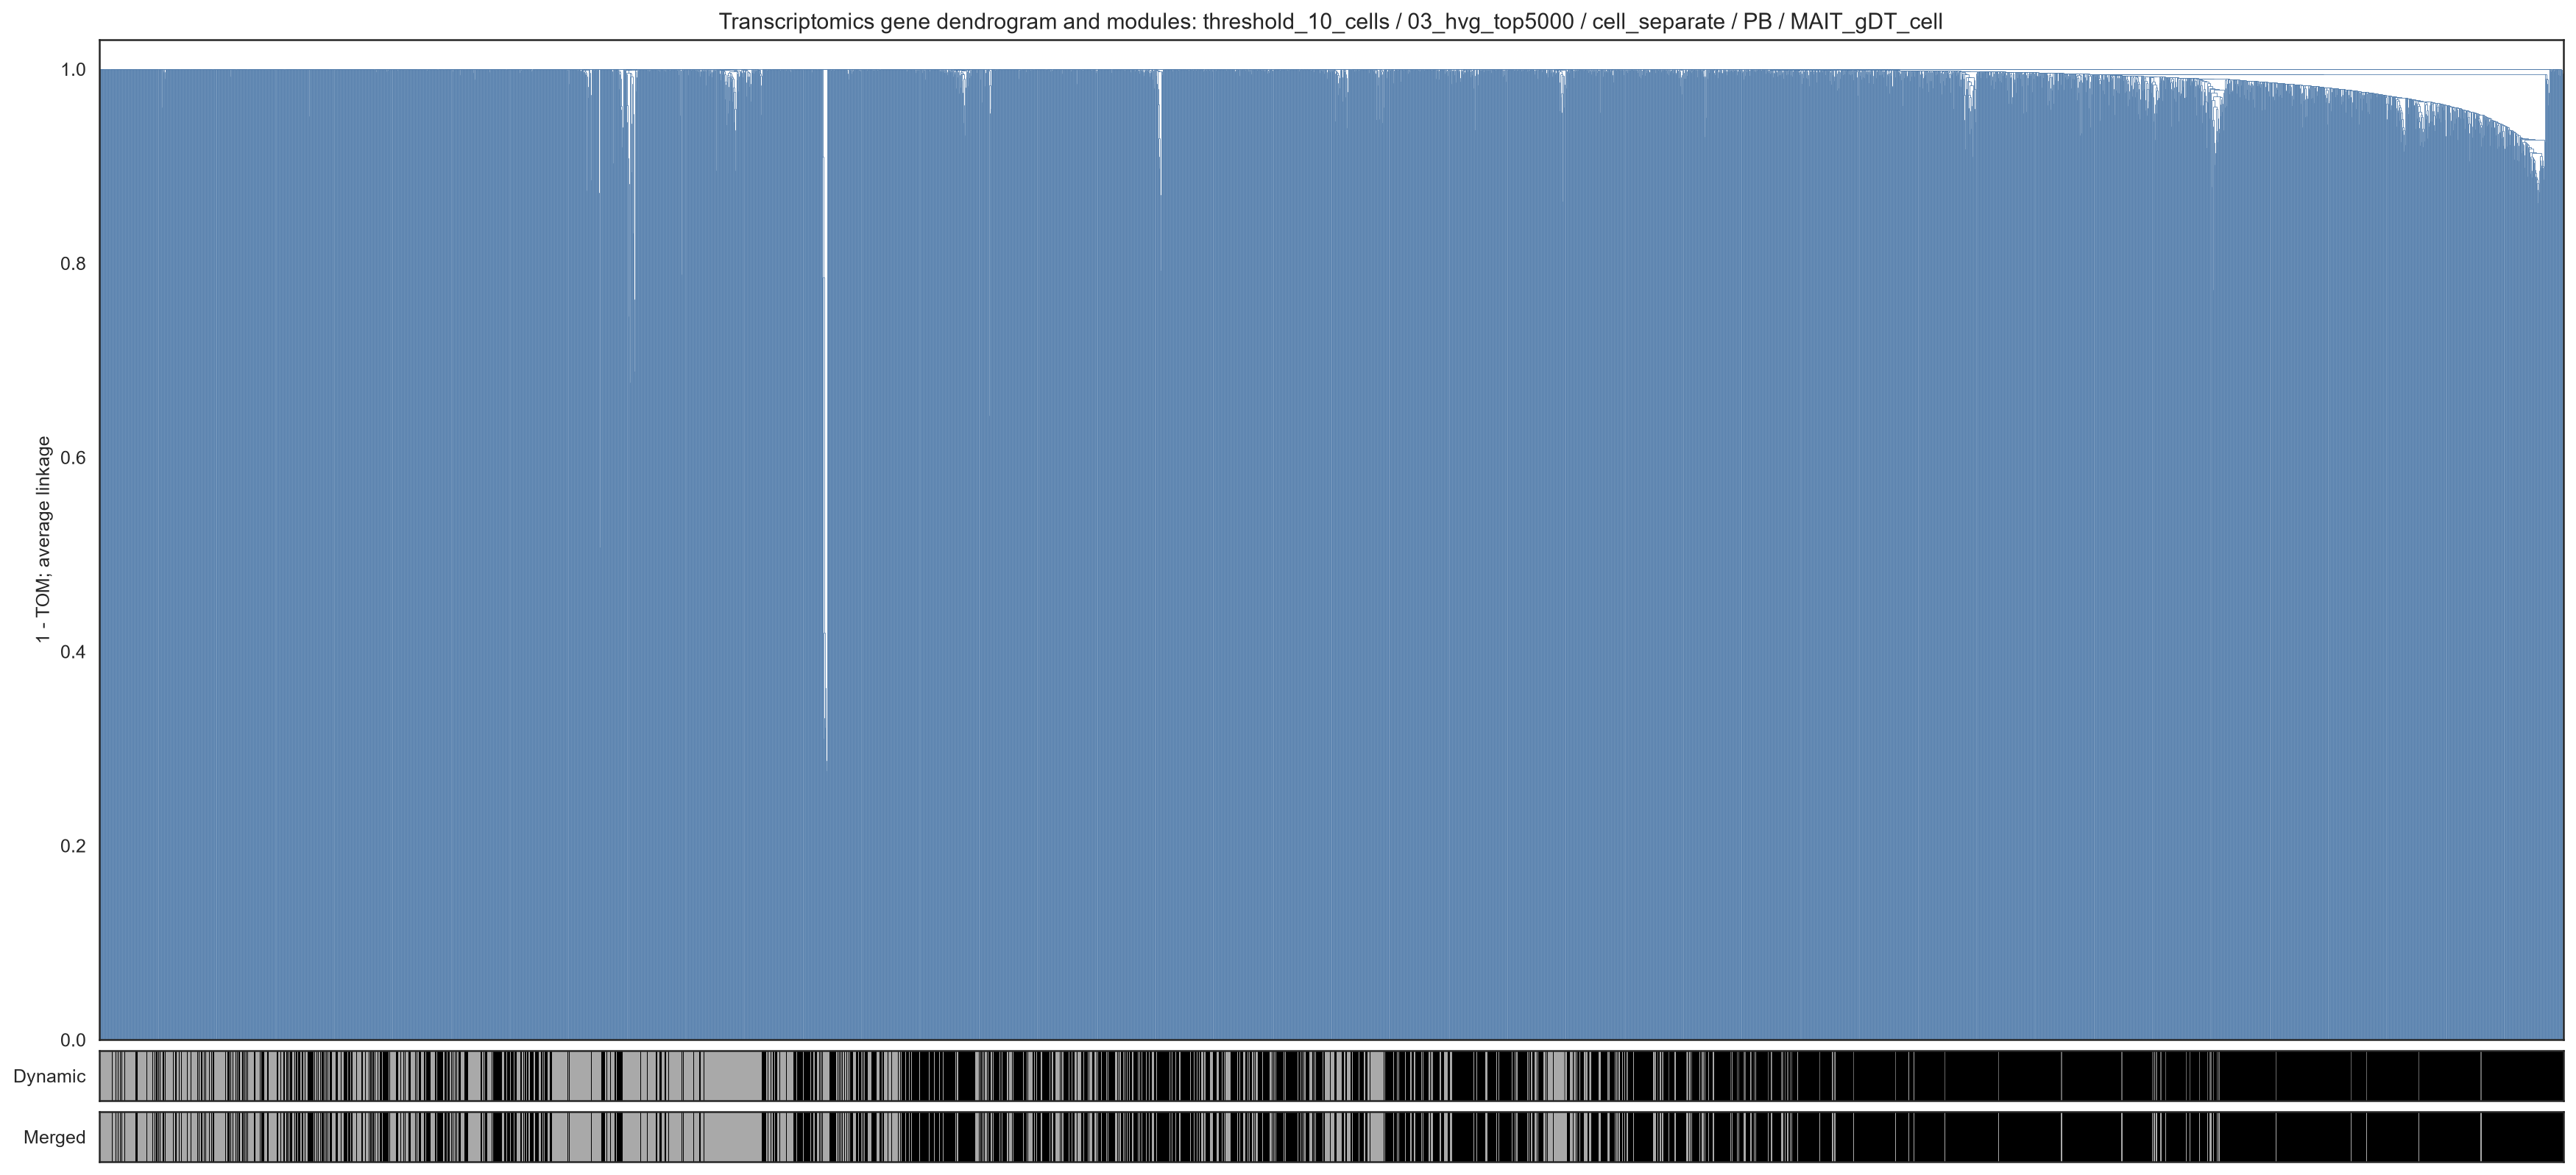 Transcriptomics gene dendrogram and modules: threshold_10_cells / 03_hvg_top5000 / cell_separate / PB / MAIT_gDT_cell
1.0
0.8
0.6
0.4
0.2
0.0
1 - TOM; average linkage
Dynamic
Merged